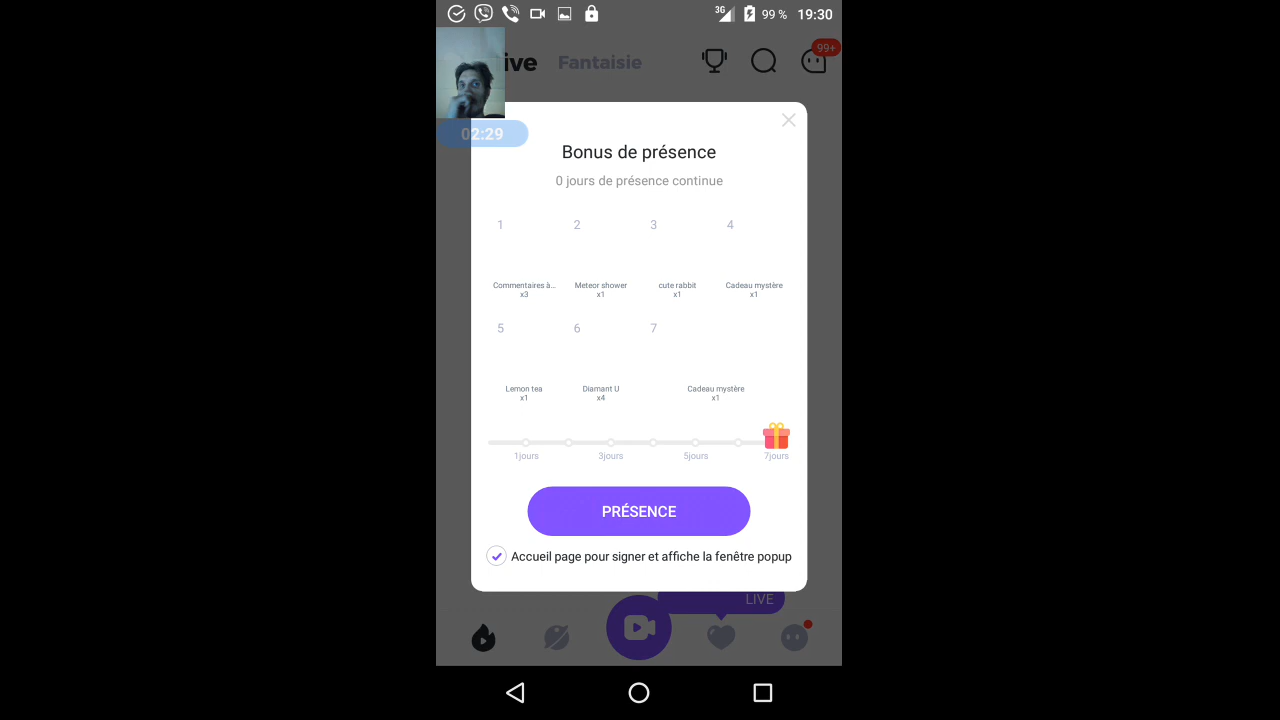 3G 99 % 19:30
ive Fantaisie 99+
02:29
Bonus de présence
0 jours de présence continue
1 2 3 4
Commentaires à… Meteor shower cute rabbit Cadeau mystère
x3 x1 x1 x1
5 6 7
Lemon tea Diamant U Cadeau mystère
x1 x4 x1
1jours 3jours 5jours 7jours
PRÉSENCE
Accueil page pour signer et affiche la fenêtre popup
LIVE